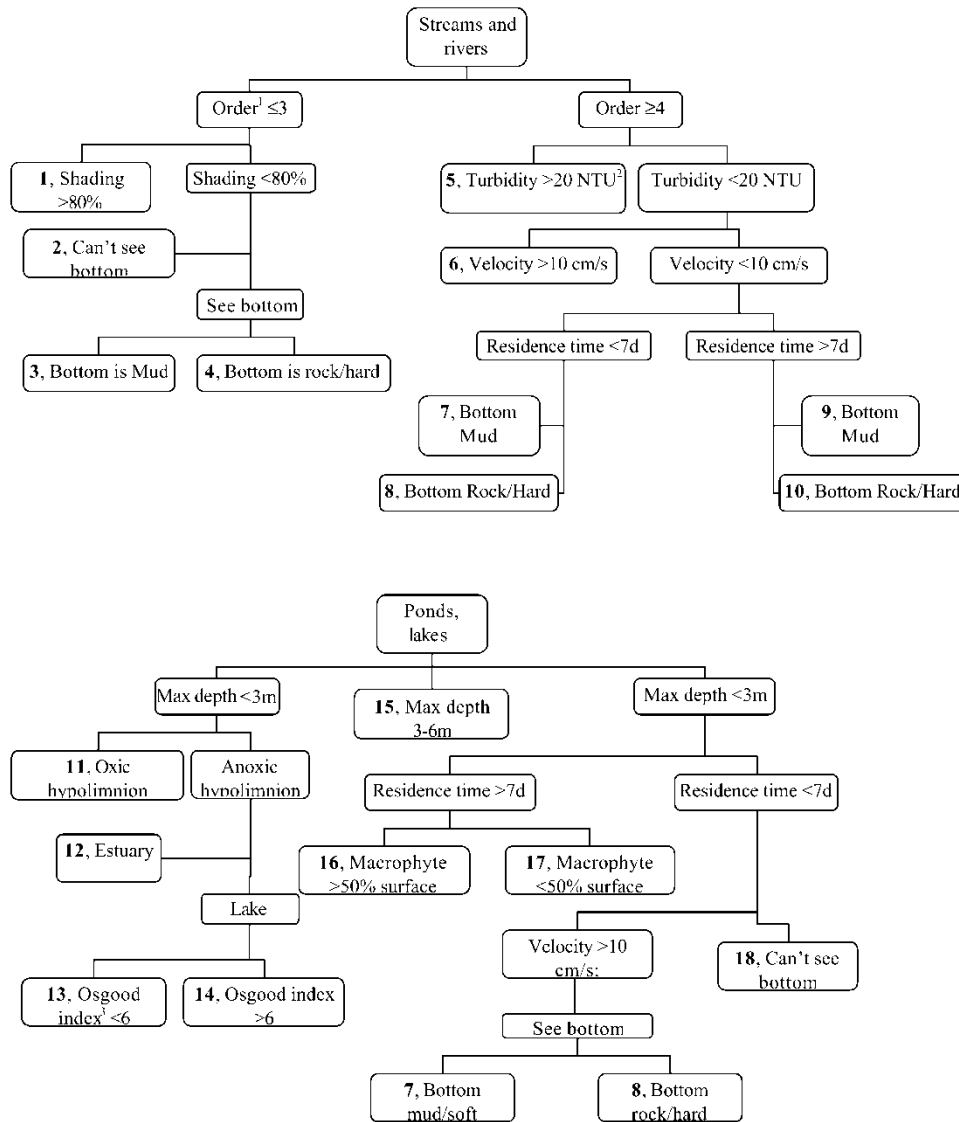 Streams and
rivers
Order¹ ≤3
Order ≥4
1, Shading
>80%
Shading <80%
5, Turbidity >20 NTU²
Turbidity <20 NTU
2, Can't see
bottom
6, Velocity >10 cm/s
Velocity <10 cm/s
See bottom
Residence time <7d
Residence time >7d
3, Bottom is Mud
4, Bottom is rock/hard
7, Bottom
Mud
9, Bottom
Mud
8, Bottom Rock/Hard
10, Bottom Rock/Hard
Ponds,
lakes
Max depth <3m
15, Max depth
3-6m
Max depth <3m
11, Oxic
hypolimnion
Anoxic
hypolimnion
Residence time >7d
Residence time <7d
12, Estuary
16, Macrophyte
>50% surface
17, Macrophyte
<50% surface
Lake
Velocity >10
cm/s:
18, Can't see
bottom
13, Osgood
index³ <6
14, Osgood index
>6
See bottom
7, Bottom
mud/soft
8, Bottom
rock/hard